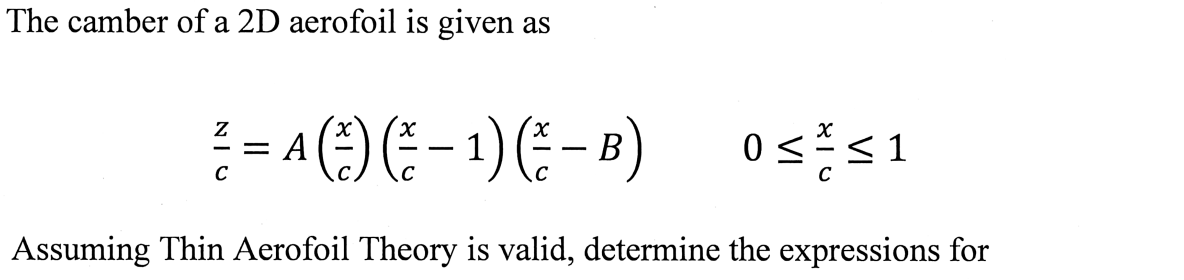 The camber of a 2D aerofoil is given as
z/c = A(x/c)(x/c − 1)(x/c − B)    0 ≤ x/c ≤ 1
Assuming Thin Aerofoil Theory is valid, determine the expressions for